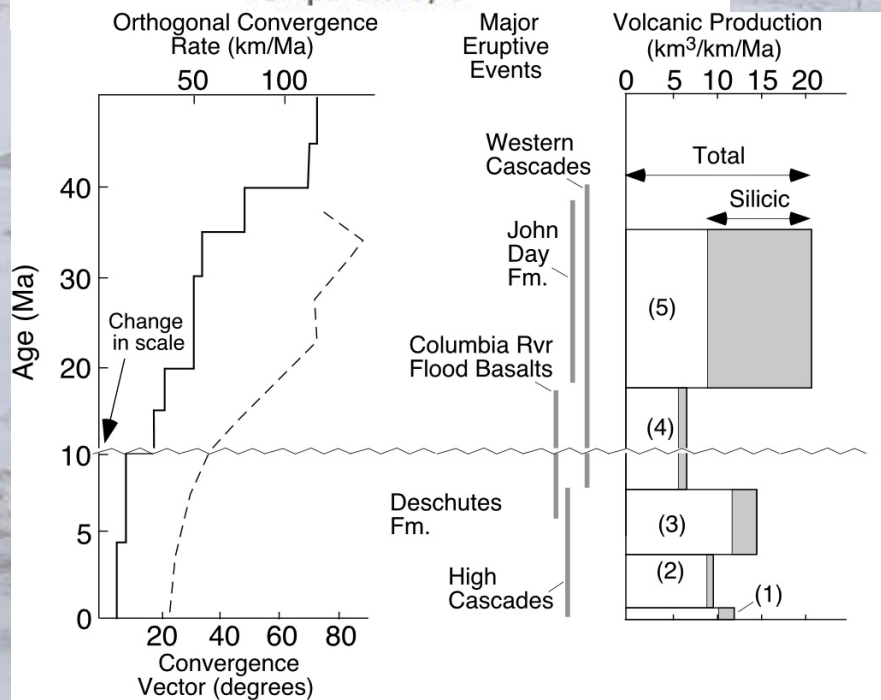 Orthogonal Convergence
Rate (km/Ma)
50 100
40
30
20
10
5
0
Age (Ma)
Change
in scale
20 40 60 80
Convergence
Vector (degrees)
Major
Eruptive
Events
Western
Cascades
John
Day
Fm.
Columbia Rvr
Flood Basalts
Deschutes
Fm.
High
Cascades
Volcanic Production
(km³/km/Ma)
0 5 10 15 20
Total
Silicic
(5)
(4)
(3)
(2)
(1)